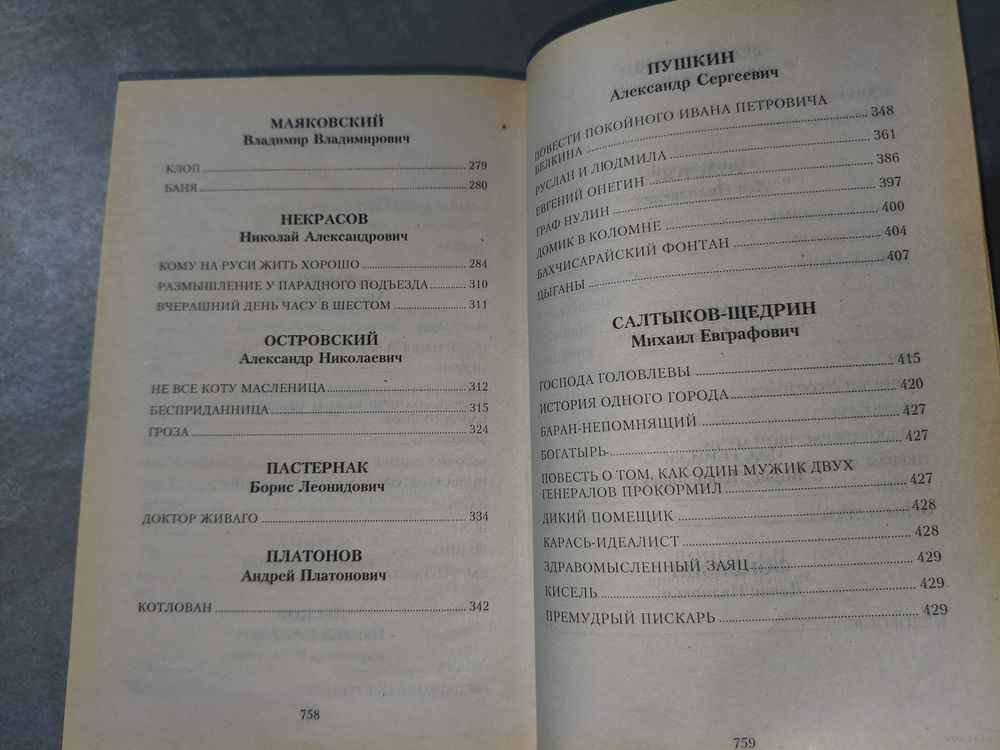 МАЯКОВСКИЙ
Владимир Владимирович
КЛОП 279
БАНЯ 280
НЕКРАСОВ
Николай Александрович
КОМУ НА РУСИ ЖИТЬ ХОРОШО 284
РАЗМЫШЛЕНИЕ У ПАРАДНОГО ПОДЪЕЗДА 310
ВЧЕРАШНИЙ ДЕНЬ ЧАСУ В ШЕСТОМ 311
ОСТРОВСКИЙ
Александр Николаевич
НЕ ВСЕ КОТУ МАСЛЕНИЦА 312
БЕСПРИДАННИЦА 315
ГРОЗА 324
ПАСТЕРНАК
Борис Леонидович
ДОКТОР ЖИВАГО 334
ПЛАТОНОВ
Андрей Платонович
КОТЛОВАН 342
758
ПУШКИН
Александр Сергеевич
ПОВЕСТИ ПОКОЙНОГО ИВАНА ПЕТРОВИЧА
БЕЛКИНА 348
РУСЛАН И ЛЮДМИЛА 361
ЕВГЕНИЙ ОНЕГИН 386
ГРАФ НУЛИН 397
ДОМИК В КОЛОМНЕ 400
БАХЧИСАРАЙСКИЙ ФОНТАН 404
ЦЫГАНЫ 407
САЛТЫКОВ-ЩЕДРИН
Михаил Евграфович
ГОСПОДА ГОЛОВЛЕВЫ 415
ИСТОРИЯ ОДНОГО ГОРОДА 420
БАРАН-НЕПОМНЯЩИЙ 427
БОГАТЫРЬ 427
ПОВЕСТЬ О ТОМ, КАК ОДИН МУЖИК ДВУХ
ГЕНЕРАЛОВ ПРОКОРМИЛ 427
ДИКИЙ ПОМЕЩИК 428
КАРАСЬ-ИДЕАЛИСТ 428
ЗДРАВОМЫСЛЕННЫЙ ЗАЯЦ 429
КИСЕЛЬ 429
ПРЕМУДРЫЙ ПИСКАРЬ 429
759